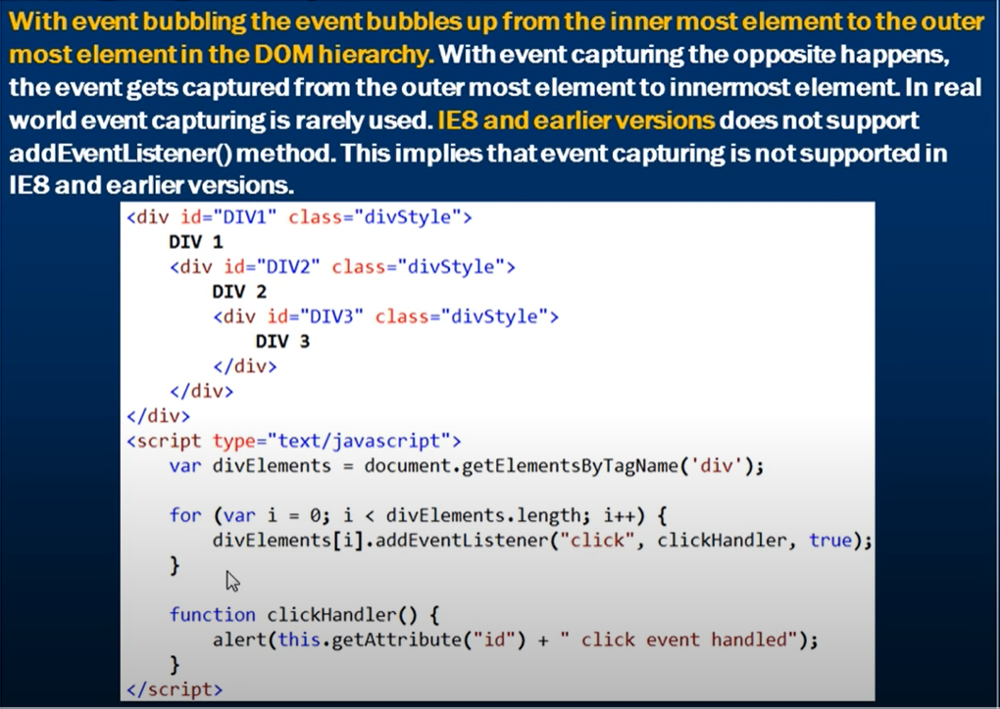 With event bubbling the event bubbles up from the inner most element to the outer
most element in the DOM hierarchy. With event capturing the opposite happens,
the event gets captured from the outer most element to innermost element. In real
world event capturing is rarely used. IE8 and earlier versions does not support
addEventListener() method. This implies that event capturing is not supported in
IE8 and earlier versions.
<div id="DIV1" class="divStyle">
    DIV 1
    <div id="DIV2" class="divStyle">
        DIV 2
        <div id="DIV3" class="divStyle">
            DIV 3
        </div>
    </div>
</div>
<script type="text/javascript">
    var divElements = document.getElementsByTagName('div');
    for (var i = 0; i < divElements.length; i++) {
        divElements[i].addEventListener("click", clickHandler, true);
    }
    function clickHandler() {
        alert(this.getAttribute("id") + " click event handled");
    }
</script>